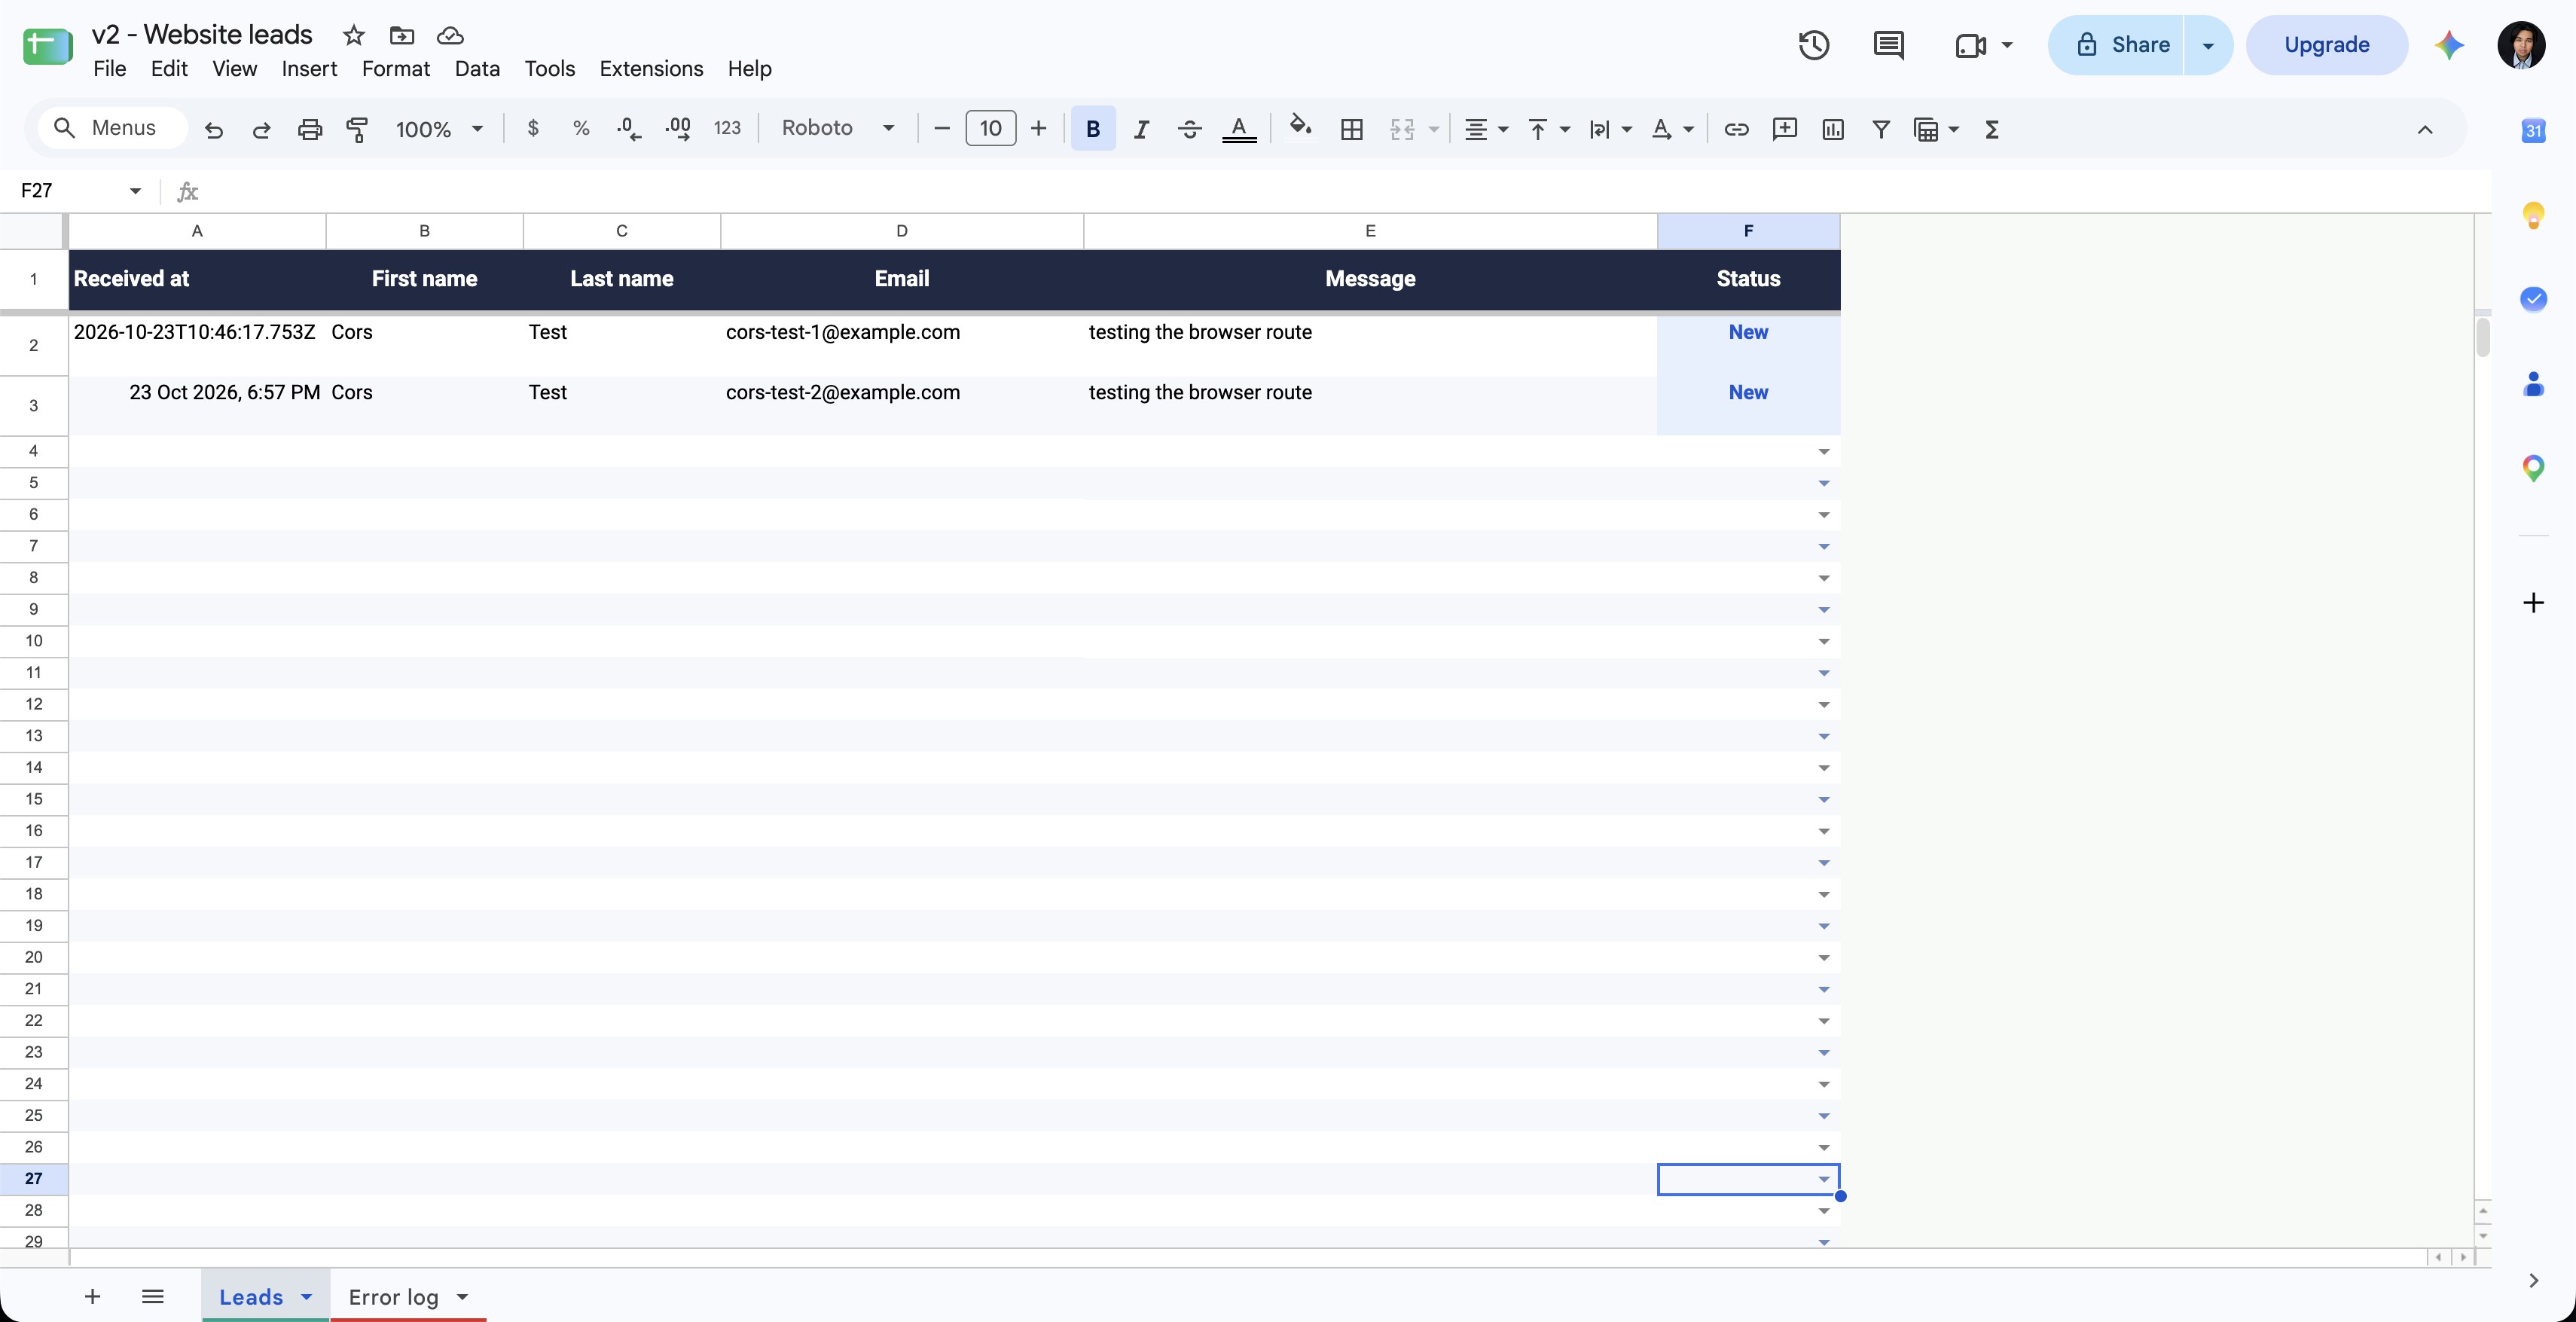 v2 - Website leads
File Edit View Insert Format Data Tools Extensions Help
Share
Upgrade
Menus
100%
$ % .0 .00 123
Roboto
10
B I A
31
F27
fx
A B C D E F
1 Received at First name Last name Email Message Status
2 2026-10-23T10:46:17.753Z Cors Test cors-test-1@example.com testing the browser route New
3 23 Oct 2026, 6:57 PM Cors Test cors-test-2@example.com testing the browser route New
4
5
6
7
8
9
10
11
12
13
14
15
16
17
18
19
20
21
22
23
24
25
26
27
28
29
Leads Error log